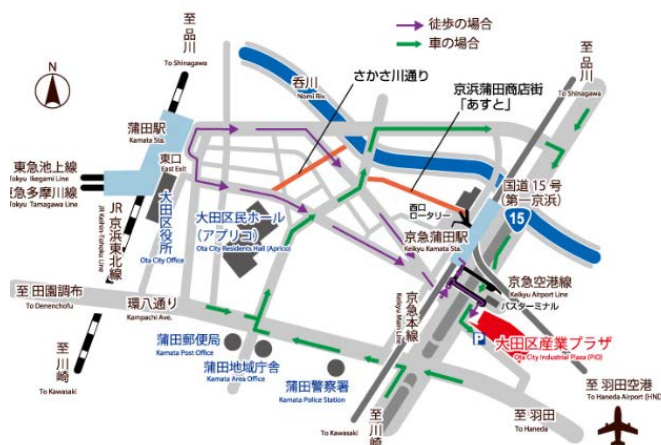 徒歩の場合
車の場合
至品川
To Shinagawa
至品川
To Shinagawa
N
さかさ川通り
呑川
Nomi Riv.
京浜蒲田商店街
「あすと」
蒲田駅
Kamata Sta.
東口
East Exit
東急池上線
Tokyu Ikegami Line
東急多摩川線
Tokyu Tamagawa Line
大田区役所
Ota City Office
JR京浜東北線
JR Keihin-Tohoku Line
大田区民ホール
(アプリコ)
Ota City Residents Hall (Aprico)
西口
ロータリー
京急蒲田駅
Keikyu Kamata Sta.
国道15号
(第一京浜)
15
京急空港線
Keikyu Airport Line
バスターミナル
京急本線
Keikyu Main Line
至 田園調布
To Denenchofu
環八通り
Kampachi Ave.
P
大田区産業プラザ
Ota City Industrial Plaza (PiO)
蒲田郵便局
Kamata Post Office
蒲田地域庁舎
Kamata Area Office
蒲田警察署
Kamata Police Station
至川崎
To Kawasaki
至川崎
To Kawasaki
至 羽田
To Haneda
至 羽田空港
To Haneda Airport (HND)